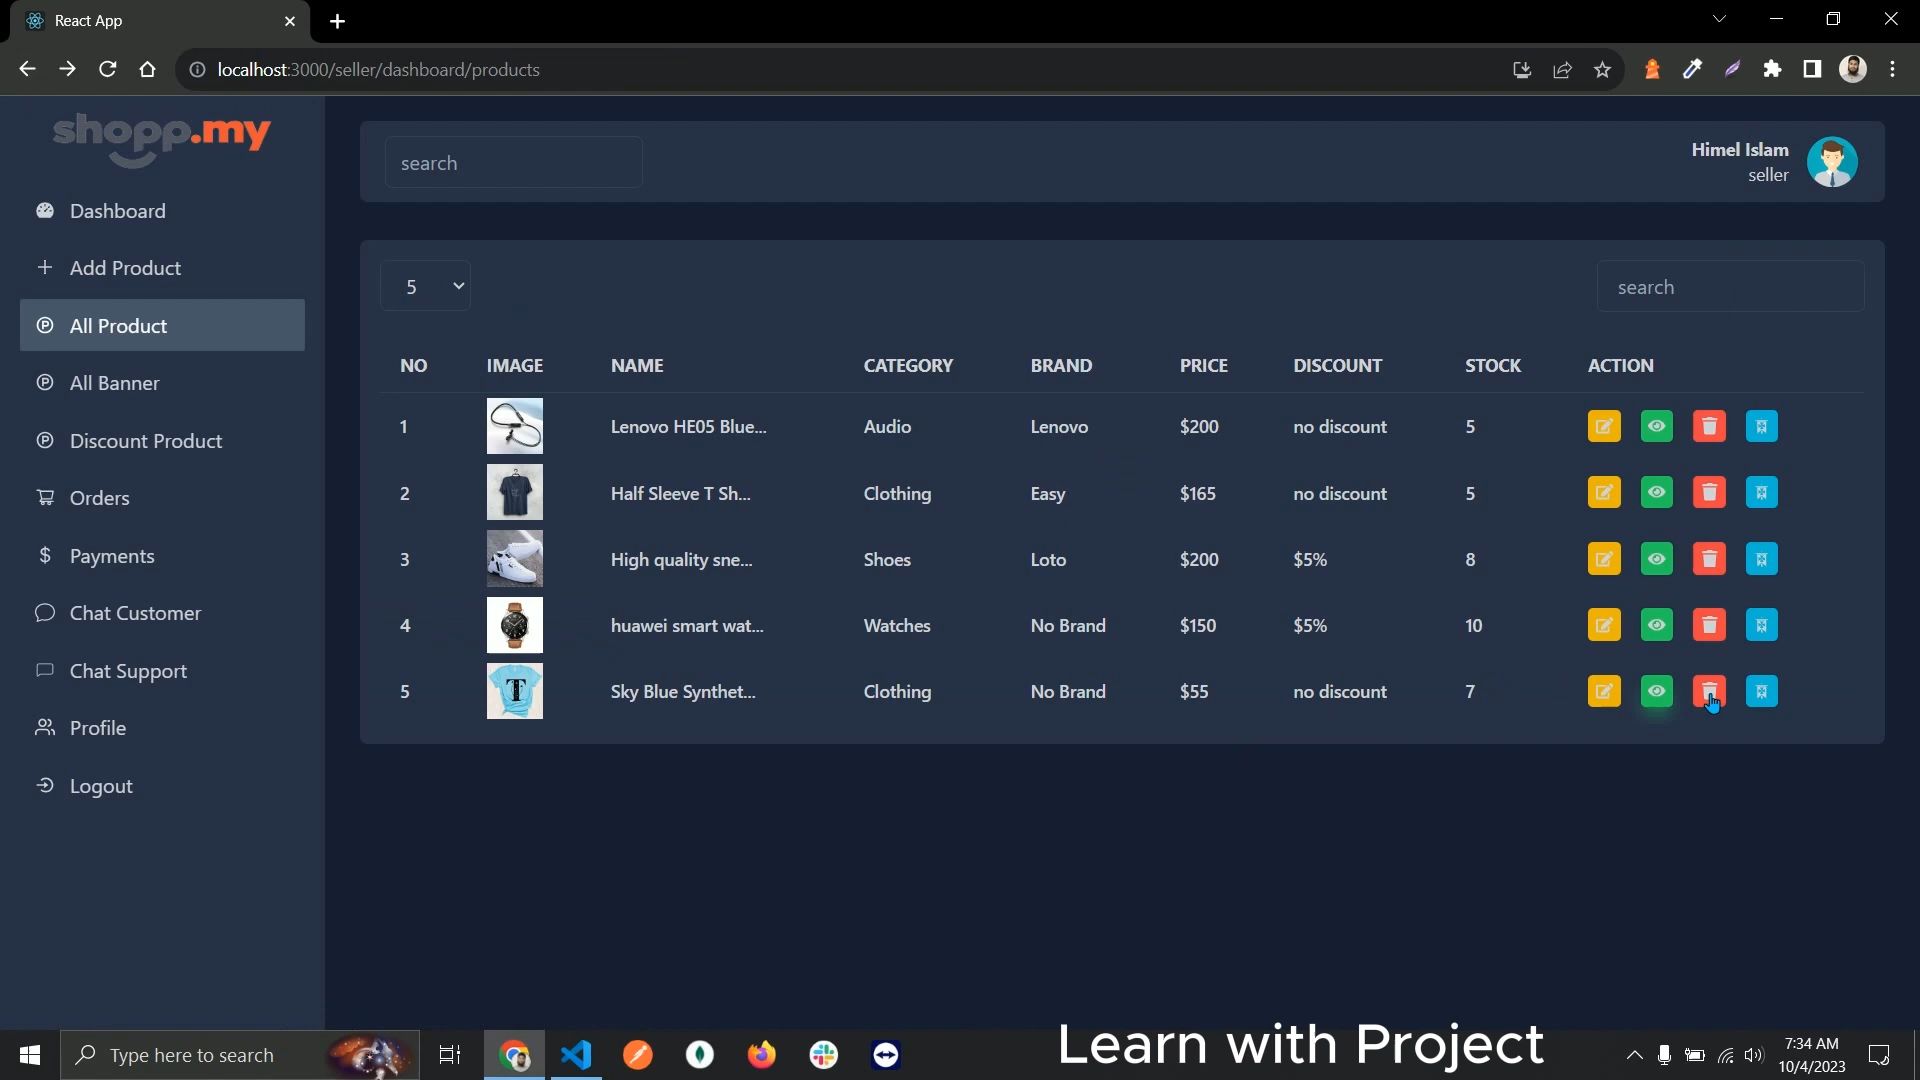 React App
localhost:3000/seller/dashboard/products
shopp.my
search
Himel Islam
seller
Dashboard
Add Product
All Product
All Banner
Discount Product
Orders
Payments
Chat Customer
Chat Support
Profile
Logout
5
search
NO IMAGE NAME CATEGORY BRAND PRICE DISCOUNT STOCK ACTION
1 Lenovo HE05 Blue... Audio Lenovo $200 no discount 5
2 Half Sleeve T Sh... Clothing Easy $165 no discount 5
3 High quality sne... Shoes Loto $200 $5% 8
4 huawei smart wat... Watches No Brand $150 $5% 10
5 T Sky Blue Synthet... Clothing No Brand $55 no discount 7
Type here to search
Learn with Project
7:34 AM
10/4/2023